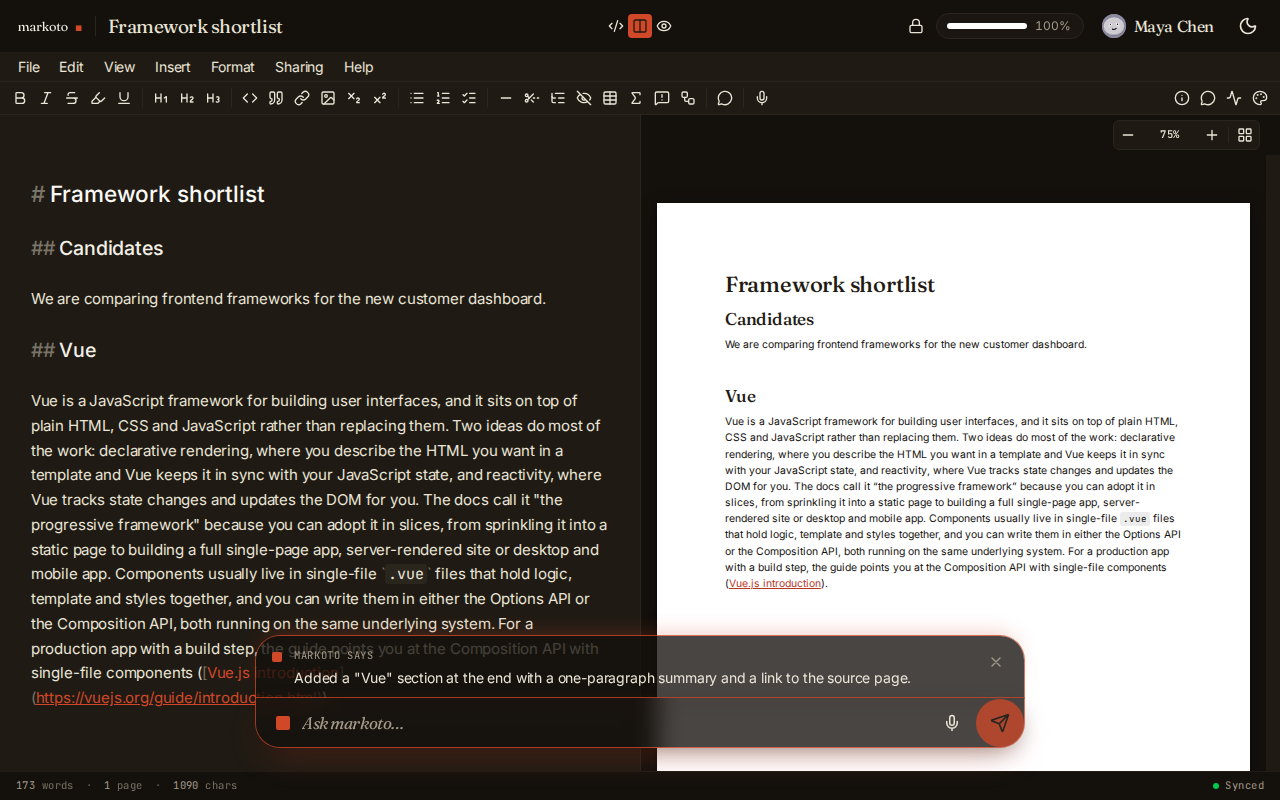 markoto
Framework shortlist
100%
Maya Chen
File Edit View Insert Format Sharing Help
H1 H2 H3
75%
# Framework shortlist
## Candidates
We are comparing frontend frameworks for the new customer dashboard.
## Vue
Vue is a JavaScript framework for building user interfaces, and it sits on top of
plain HTML, CSS and JavaScript rather than replacing them. Two ideas do most of
the work: declarative rendering, where you describe the HTML you want in a
template and Vue keeps it in sync with your JavaScript state, and reactivity, where
Vue tracks state changes and updates the DOM for you. The docs call it "the
progressive framework" because you can adopt it in slices, from sprinkling it into a
static page to building a full single-page app, server-rendered site or desktop and
mobile app. Components usually live in single-file `.vue` files that hold logic,
template and styles together, and you can write them in either the Options API or
the Composition API, both running on the same underlying system. For a
production app with a build step, the guide points you at the Composition API with
single-file components ([Vue.js introduction]
(https://vuejs.org/guide/introduction.html)).
Framework shortlist
Candidates
We are comparing frontend frameworks for the new customer dashboard.
Vue
Vue is a JavaScript framework for building user interfaces, and it sits on top of plain HTML,
CSS and JavaScript rather than replacing them. Two ideas do most of the work: declarative
rendering, where you describe the HTML you want in a template and Vue keeps it in sync
with your JavaScript state, and reactivity, where Vue tracks state changes and updates the
DOM for you. The docs call it “the progressive framework” because you can adopt it in
slices, from sprinkling it into a static page to building a full single-page app, server-
rendered site or desktop and mobile app. Components usually live in single-file .vue files
that hold logic, template and styles together, and you can write them in either the Options API
or the Composition API, both running on the same underlying system. For a production app
with a build step, the guide points you at the Composition API with single-file components
(Vue.js introduction).
MARKOTO SAYS
Added a "Vue" section at the end with a one-paragraph summary and a link to the source page.
Ask markoto...
173 words · 1 page · 1090 chars
Synced